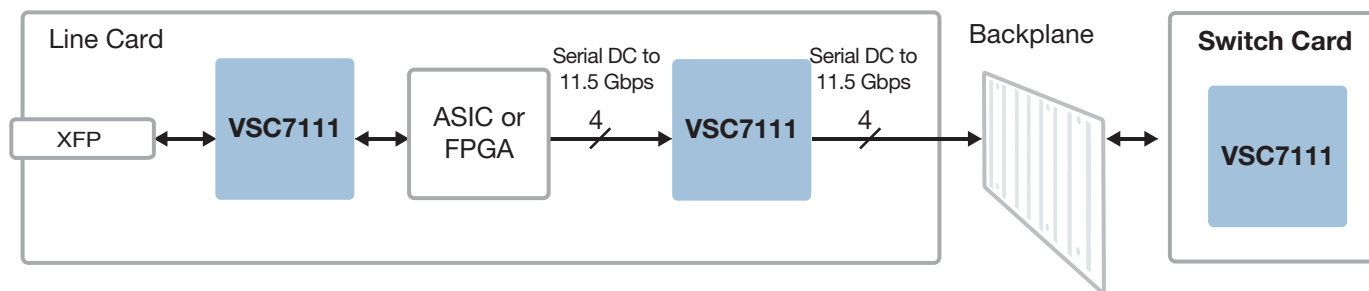 Line Card
XFP
VSC7111
ASIC or
FPGA
Serial DC to
11.5 Gbps
4
VSC7111
Serial DC to
11.5 Gbps
4
Backplane
Switch Card
VSC7111